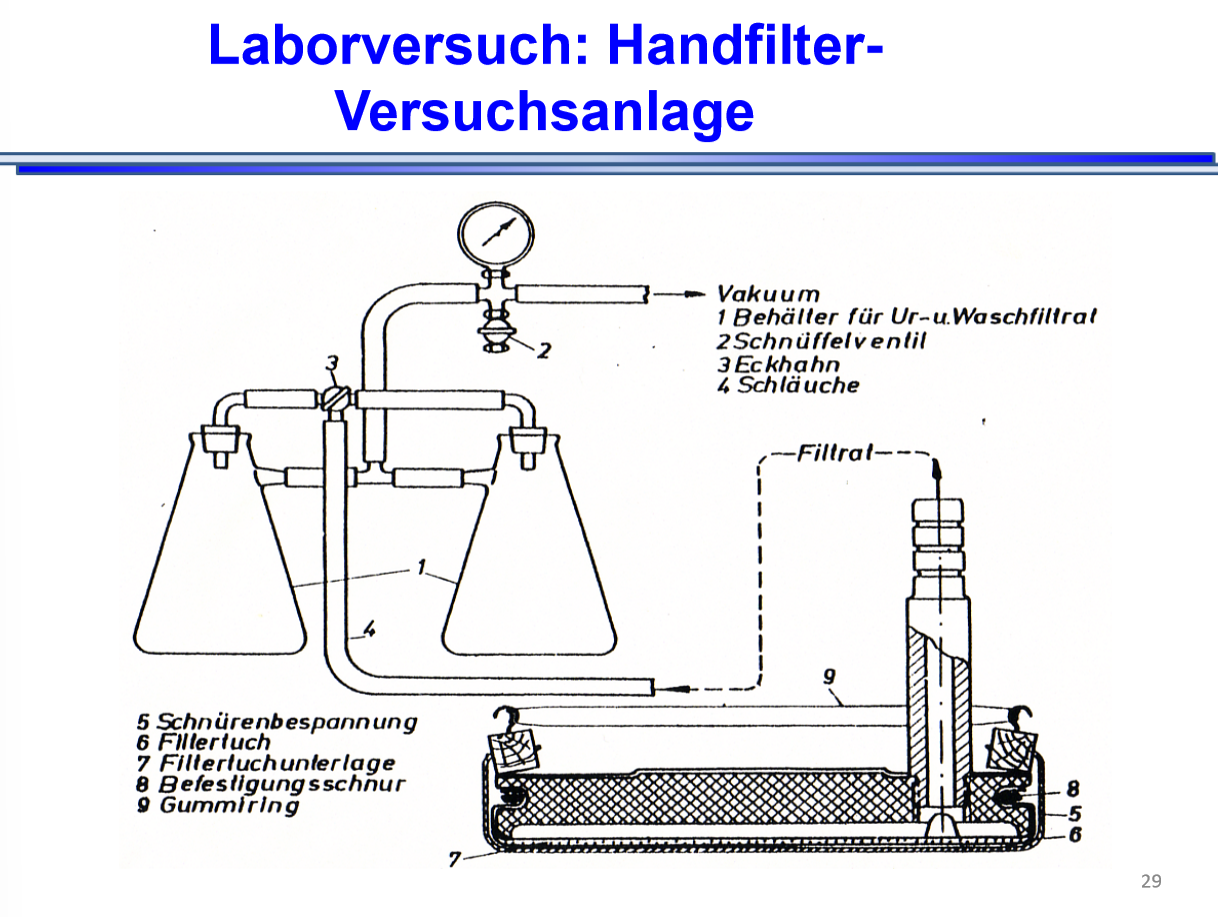 Laborversuch: Handfilter-
Versuchsanlage
Vakuum
1 Behälter für Ur-u.Waschfiltrat
2 Schnüffelventil
3 Eckhahn
4 Schläuche
2
3
Filtrat
1
4
9
5 Schnürenbespannung
6 Filtertuch
7 Filtertuchunterlage
8 Befestigungsschnur
9 Gummiring
8
5
6
7
29